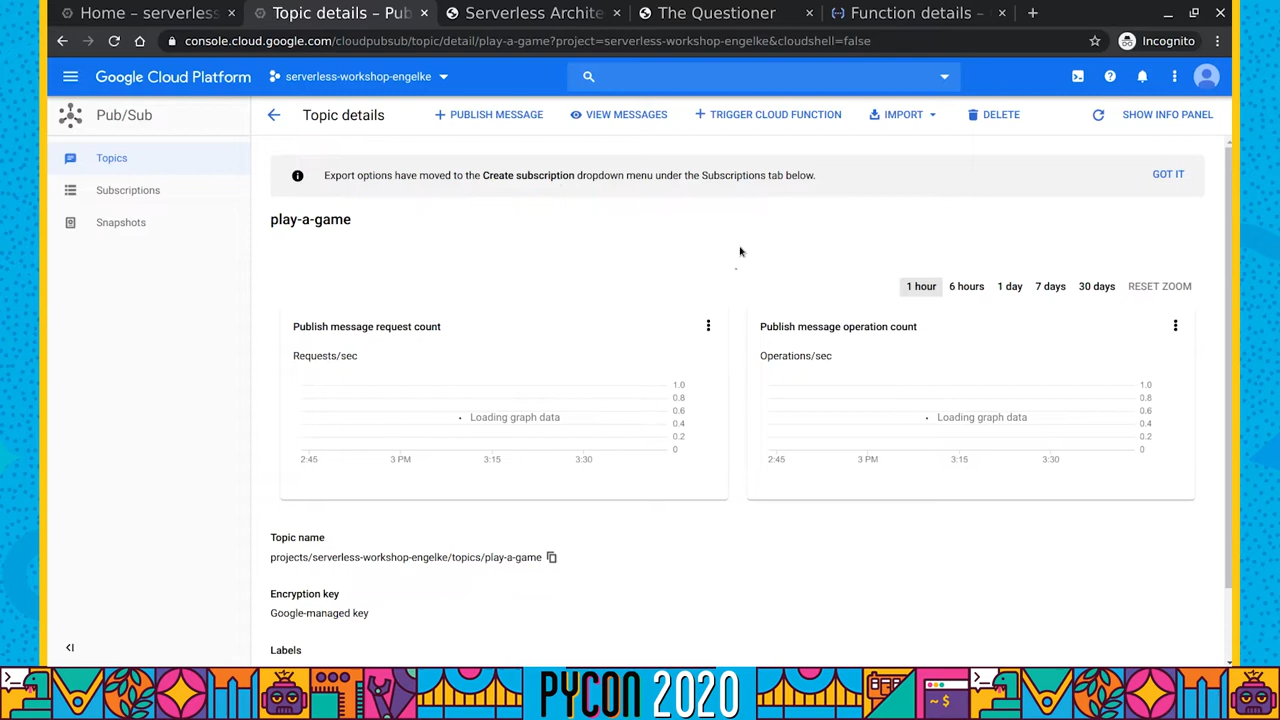 Home – serverless
Topic details – Pub
Serverless Archite
The Questioner
Function details –
console.cloud.google.com/cloudpubsub/topic/detail/play-a-game?project=serverless-workshop-engelke&cloudshell=false
Incognito
Google Cloud Platform
serverless-workshop-engelke
Pub/Sub
Topic details
PUBLISH MESSAGE
VIEW MESSAGES
TRIGGER CLOUD FUNCTION
IMPORT
DELETE
SHOW INFO PANEL
Topics
Subscriptions
Snapshots
Export options have moved to the Create subscription dropdown menu under the Subscriptions tab below.
GOT IT
play-a-game
1 hour
6 hours
1 day
7 days
30 days
RESET ZOOM
Publish message request count
Requests/sec
Loading graph data
1.0
0.8
0.6
0.4
0.2
0
2:45
3 PM
3:15
3:30
Publish message operation count
Operations/sec
Loading graph data
1.0
0.8
0.6
0.4
0.2
0
2:45
3 PM
3:15
3:30
Topic name
projects/serverless-workshop-engelke/topics/play-a-game
Encryption key
Google-managed key
Labels
PYCON 2020
~$